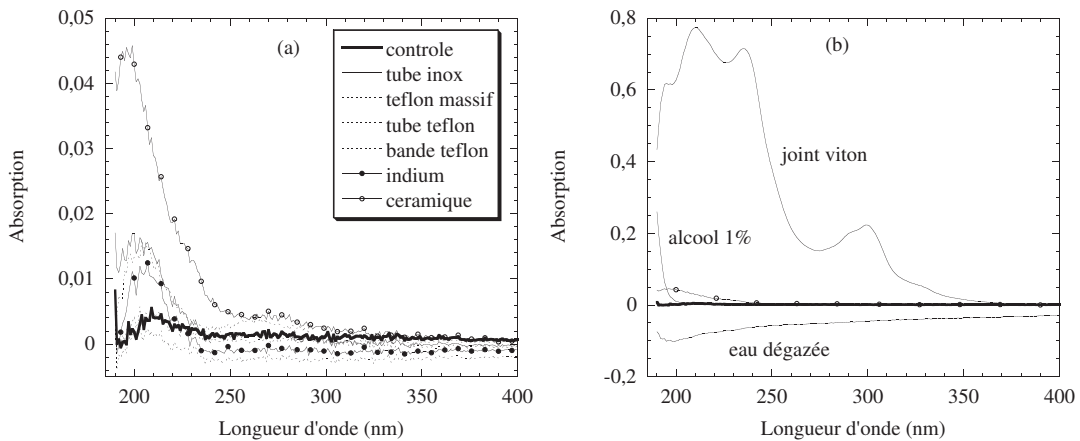 0,05
0,04
0,03
0,02
0,01
0
200
250
300
350
400
Absorption
Longueur d'onde (nm)
(a)
controle
tube inox
teflon massif
tube teflon
bande teflon
indium
ceramique
0,8
0,6
0,4
0,2
0
-0,2
200
250
300
350
400
Absorption
Longueur d'onde (nm)
(b)
joint viton
alcool 1%
eau dégazée